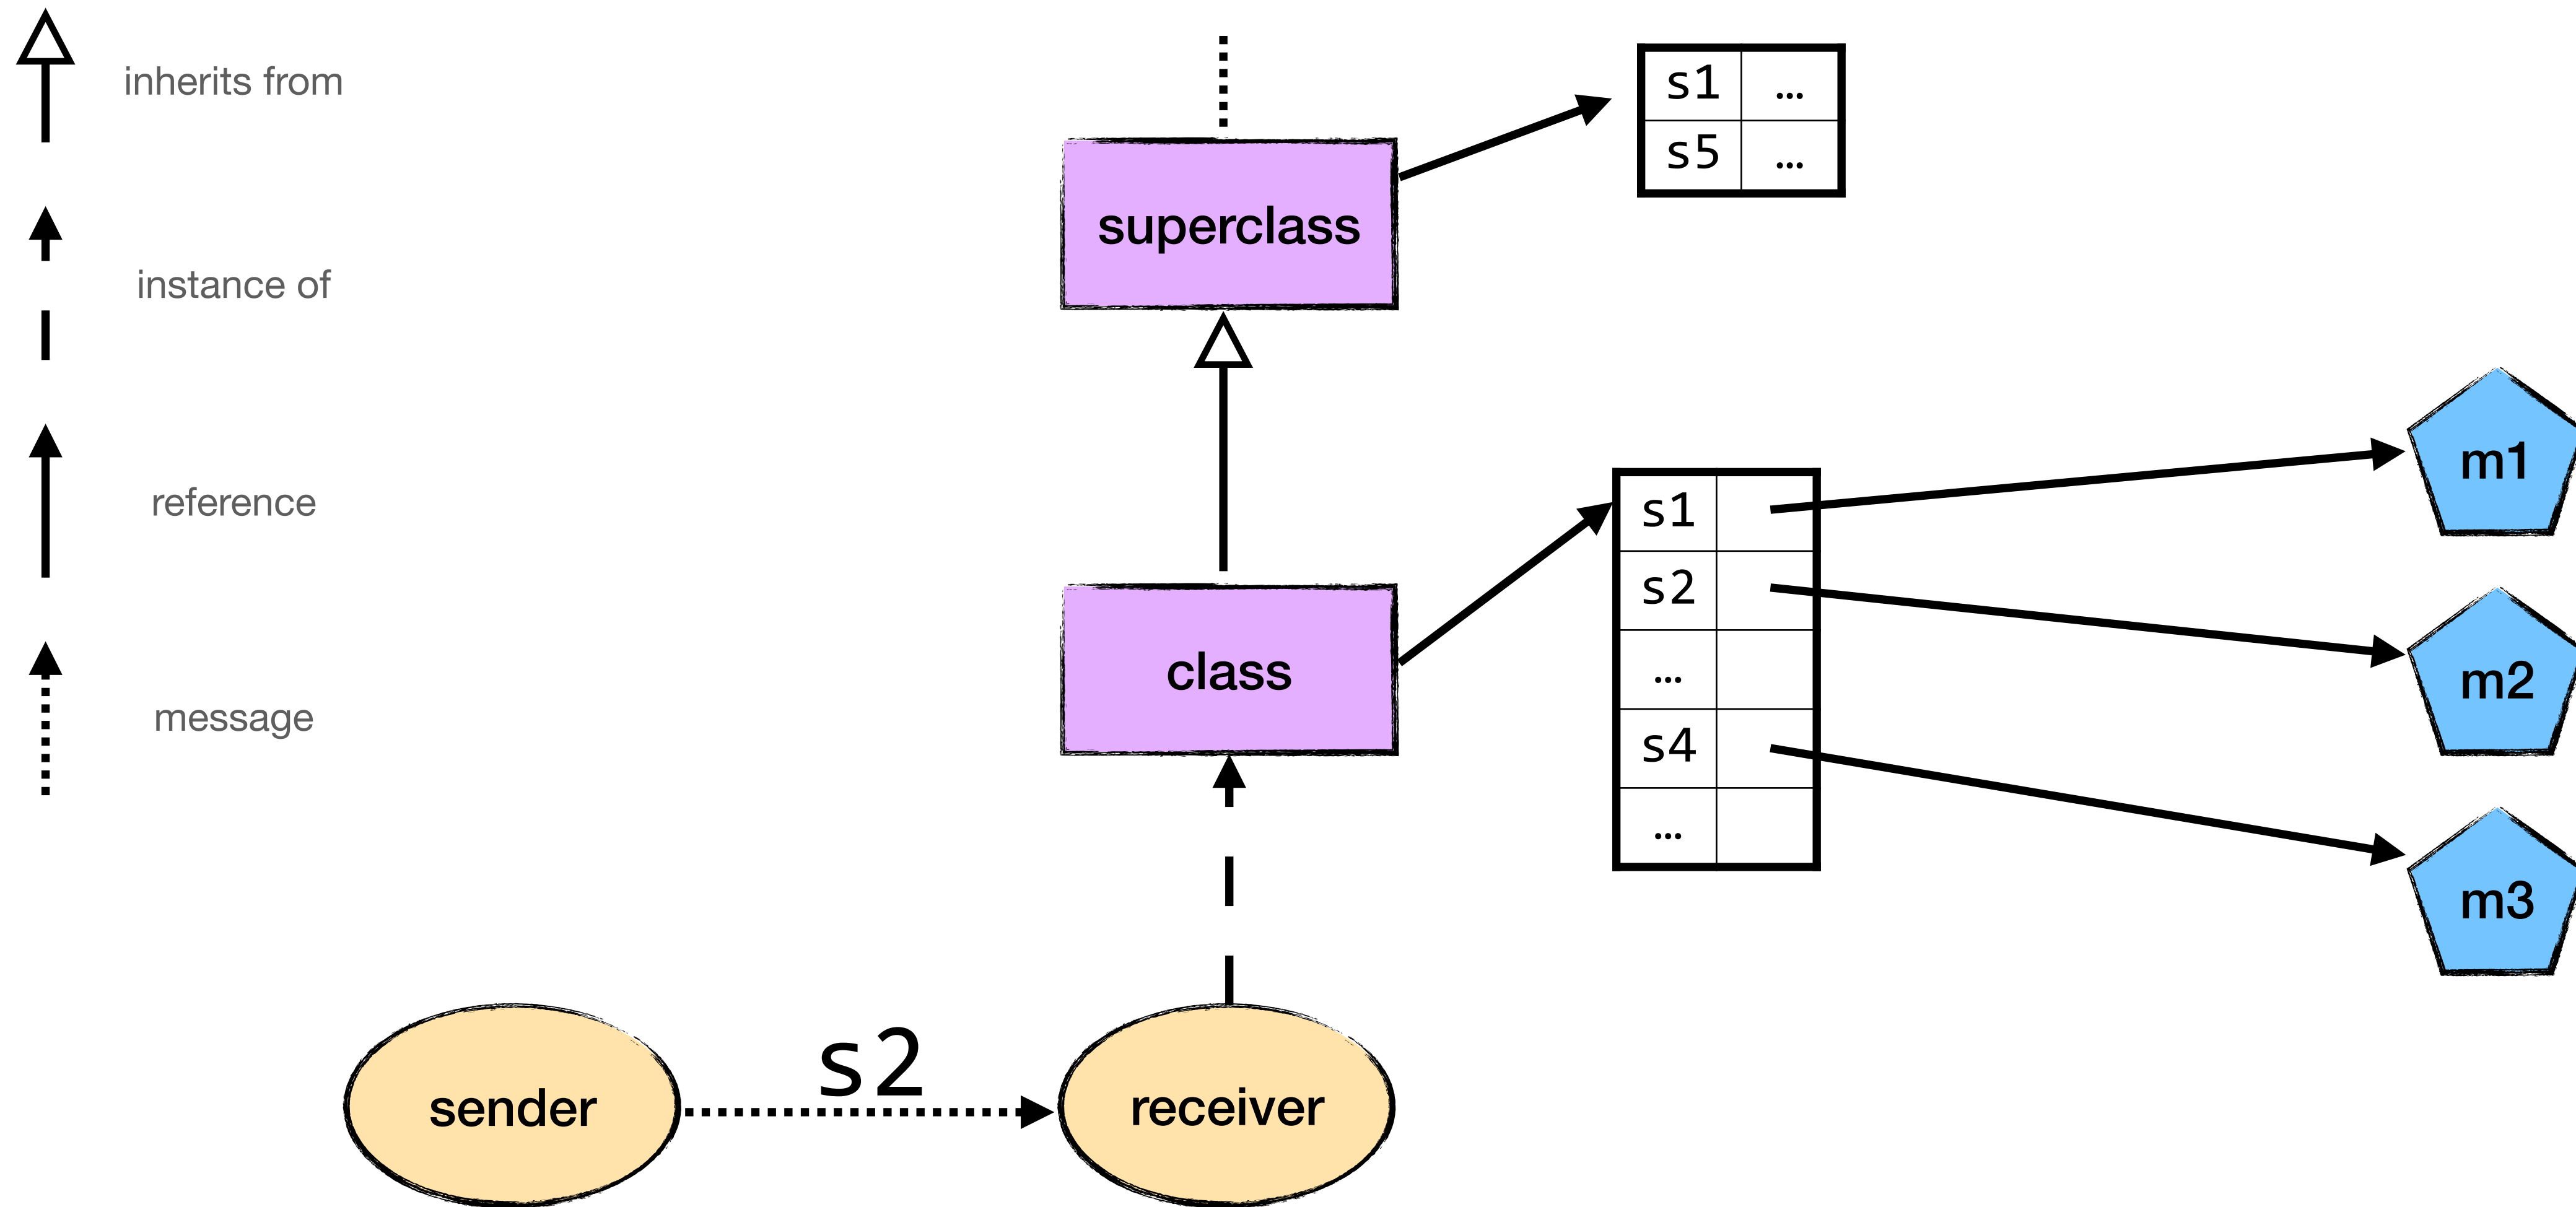 inherits from
instance of
reference
message
superclass
class
sender
s2
receiver
s1 …
s5 …
s1
s2
…
s4
…
m1
m2
m3